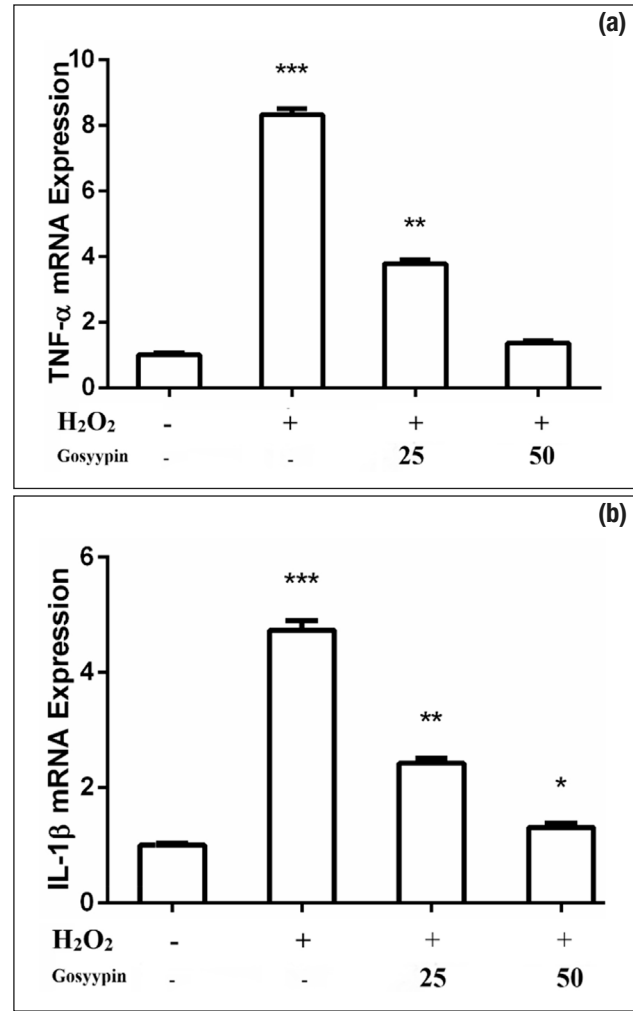 (a)
TNF-α mRNA Expression
10
8
6
4
2
0
***
**
H₂O₂ - + + +
Gosyypin - - 25 50
(b)
IL-1β mRNA Expression
6
4
2
0
***
**
*
H₂O₂ - + + +
Gosyypin - - 25 50